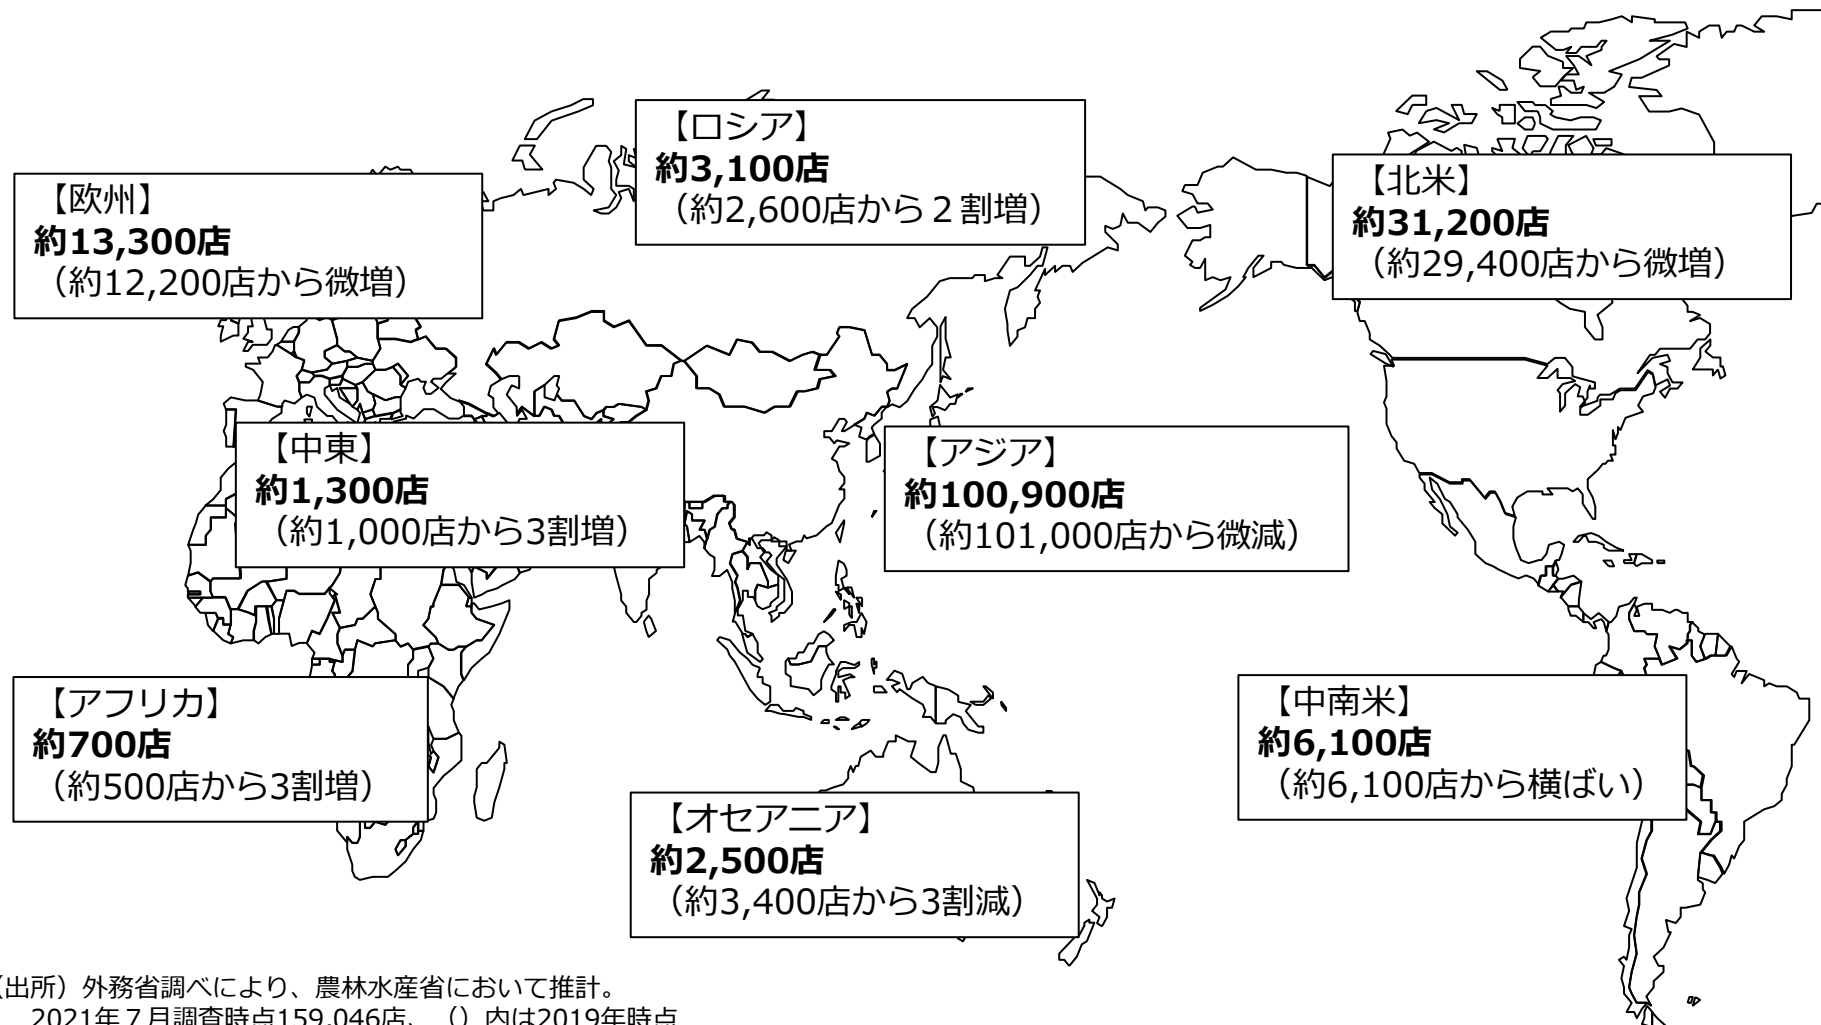 【ロシア】
約3,100店
（約2,600店から２割増）
【北米】
約31,200店
（約29,400店から微増）
【欧州】
約13,300店
（約12,200店から微増）
【中東】
約1,300店
（約1,000店から3割増）
【アジア】
約100,900店
（約101,000店から微減）
【アフリカ】
約700店
（約500店から3割増）
【中南米】
約6,100店
（約6,100店から横ばい）
【オセアニア】
約2,500店
（約3,400店から3割減）
（出所）外務省調べにより、農林水産省において推計。
2021年７月調査時点159,046店、（）内は2019年時点